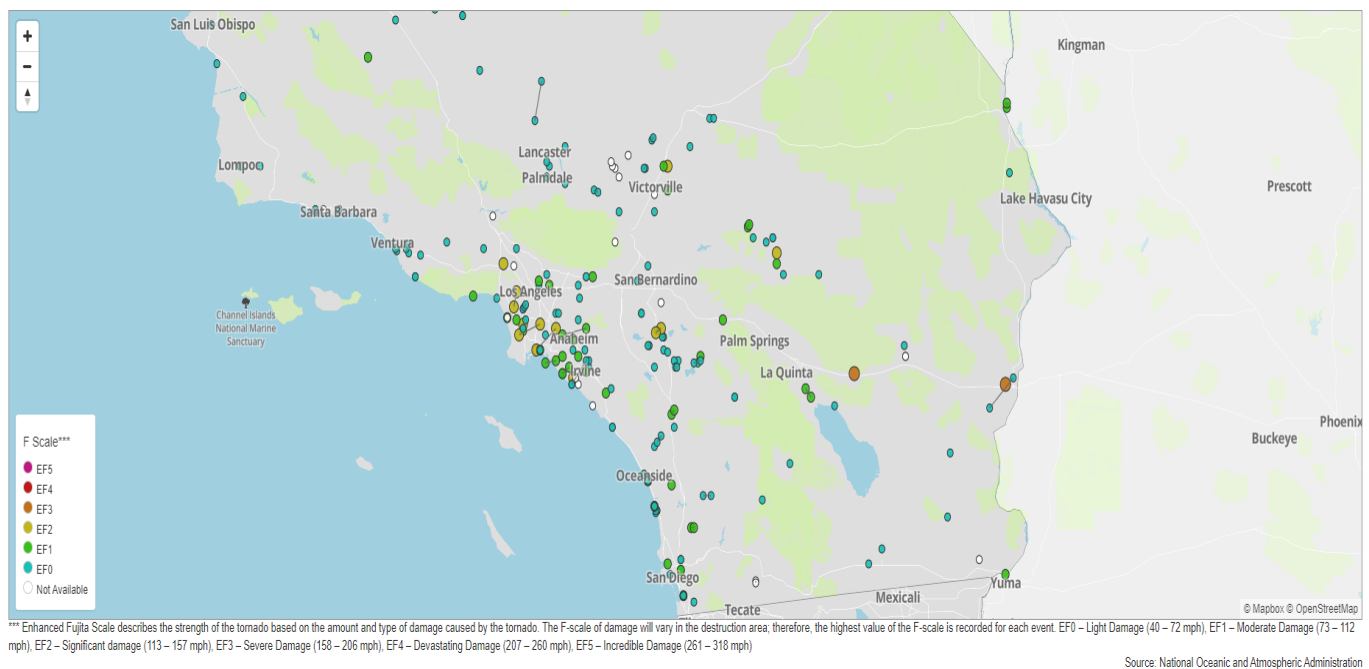 San Luis Obispo
Kingman
Lancaster
Palmdale
Lompoc
Victorville
Prescott
Lake Havasu City
Santa Barbara
Ventura
San Bernardino
Los Angeles
Channel Islands
National Marine
Sanctuary
Anaheim
Palm Springs
Irvine
La Quinta
Phoenix
Buckeye
F Scale***
EF5
EF4
EF3
EF2
EF1
EF0
Not Available
Oceanside
San Diego
Yuma
Mexicali
Tecate
© Mapbox © OpenStreetMap
*** Enhanced Fujita Scale describes the strength of the tornado based on the amount and type of damage caused by the tornado. The F-scale of damage will vary in the destruction area; therefore, the highest value of the F-scale is recorded for each event. EF0 – Light Damage (40 – 72 mph), EF1 – Moderate Damage (73 – 112
mph), EF2 – Significant damage (113 – 157 mph), EF3 – Severe Damage (158 – 206 mph), EF4 – Devastating Damage (207 – 260 mph), EF5 – Incredible Damage (261 – 318 mph)
Source: National Oceanic and Atmospheric Administration